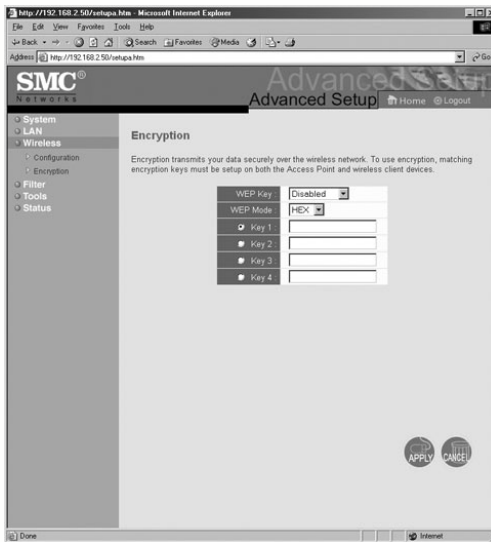 http://192.168.2.50/setupa.htm - Microsoft Internet Explorer
File Edit View Favorites Tools Help
Back Search Favorites Media
Address http://192.168.2.50/setupa.htm Go
SMC®
Networks
Advanced Setup
Advanced Setup Home Logout
System
LAN
Wireless
Configuration
Encryption
Filter
Tools
Status
Encryption
Encryption transmits your data securely over the wireless network. To use encryption, matching
encryption keys must be setup on both the Access Point and wireless client devices.
WEP Key : Disabled
WEP Mode : HEX
Key 1 :
Key 2 :
Key 3 :
Key 4 :
APPLY CANCEL
Done Internet